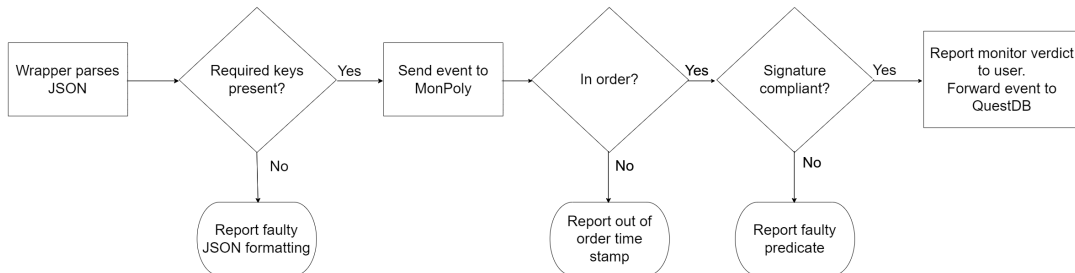 Wrapper parses
JSON
Required keys
present?
Yes
Send event to
MonPoly
In order?
Yes
Signature
compliant?
Yes
Report monitor verdict
to user.
Forward event to
QuestDB
No
No
No
Report faulty
JSON formatting
Report out of
order time
stamp
Report faulty
predicate